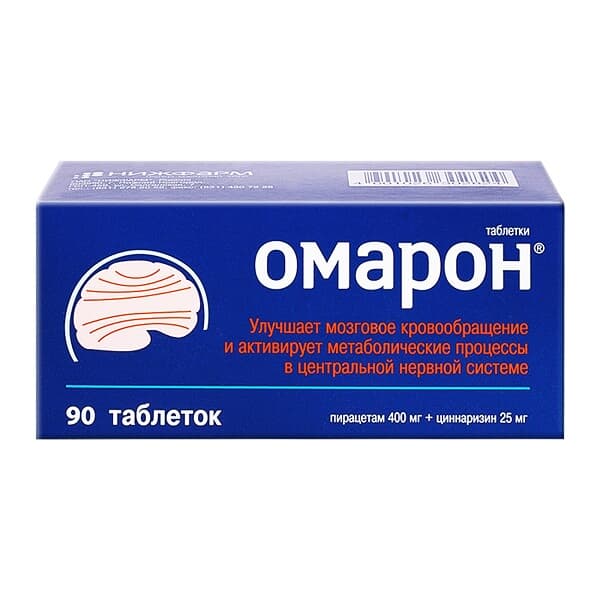 НИЖФАРМ
таблетки
омарон®
Улучшает мозговое кровообращение
и активирует метаболические процессы
в центральной нервной системе
90 таблеток
пирацетам 400 мг + циннаризин 25 мг